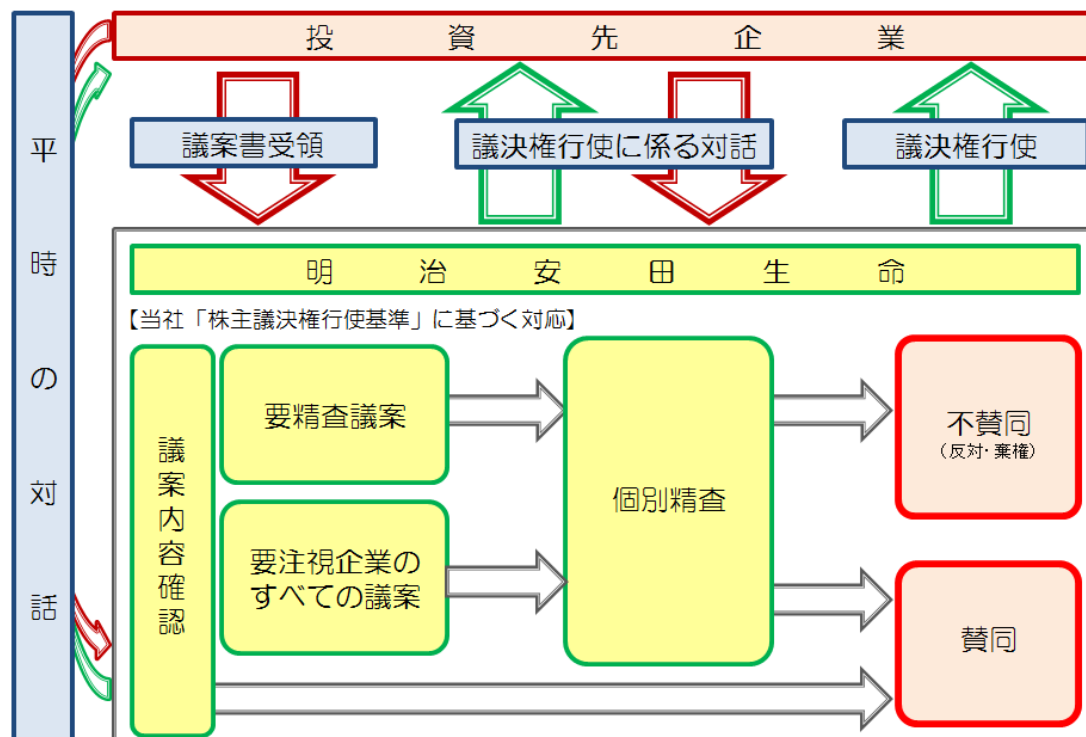 投資先企業
平時の対話
議案書受領
議決権行使に係る対話
議決権行使
明治安田生命
【当社「株主議決権行使基準」に基づく対応】
議案内容確認
要精査議案
要注視企業の
すべての議案
個別精査
不賛同
(反対・棄権)
賛同